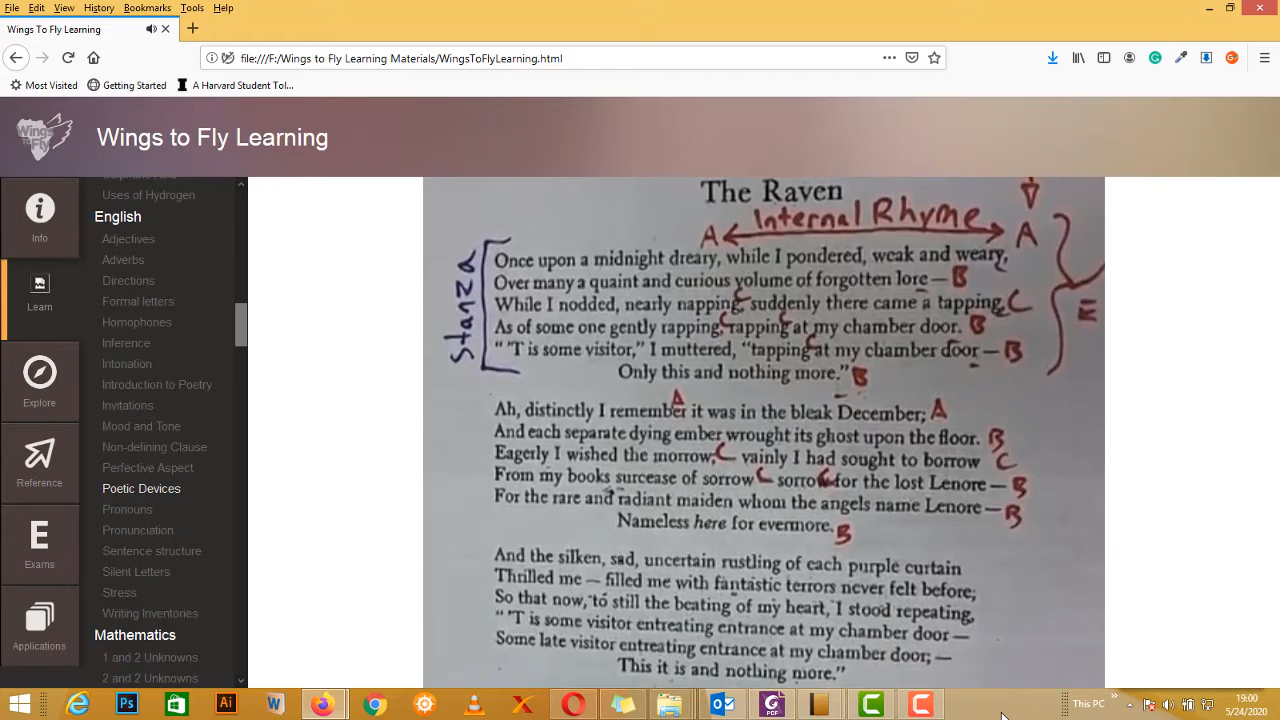 File Edit View History Bookmarks Tools Help
Wings To Fly Learning
file:///F:/Wings to Fly Learning Materials/WingsToFlyLearning.html
Most Visited Getting Started A Harvard Student Tol...
Wings to Fly
Wings to Fly Learning
Info
Learn
Explore
Reference
E
Exams
Applications
Uses of Hydrogen
English
Adjectives
Adverbs
Directions
Formal letters
Homophones
Inference
Intonation
Introduction to Poetry
Invitations
Mood and Tone
Non-defining Clause
Perfective Aspect
Poetic Devices
Pronouns
Pronunciation
Sentence structure
Silent Letters
Stress
Writing Inventories
Mathematics
1 and 2 Unknowns
2 and 2 Unknowns
The Raven
A Internal Rhyme A
Stanza
E
Once upon a midnight dreary, while I pondered, weak and weary,
Over many a quaint and curious volume of forgotten lore — B
While I nodded, nearly napping, C suddenly there came a tapping, C
As of some one gently rapping, C rapping C at my chamber door. B
"'T is some visitor," I muttered, "tapping C at my chamber door — B
Only this and nothing more." B
Ah, distinctly I remember A it was in the bleak December; A
And each separate dying ember wrought its ghost upon the floor. B
Eagerly I wished the morrow; C vainly I had sought to borrow C
From my books surcease of sorrow C sorrow C for the lost Lenore — B
For the rare and radiant maiden whom the angels name Lenore — B
Nameless here for evermore. B
And the silken, sad, uncertain rustling of each purple curtain
Thrilled me — filled me with fantastic terrors never felt before;
So that now, to still the beating of my heart, I stood repeating,
"'T is some visitor entreating entrance at my chamber door —
Some late visitor entreating entrance at my chamber door; —
This it is and nothing more."
This PC
19:00
5/24/2020